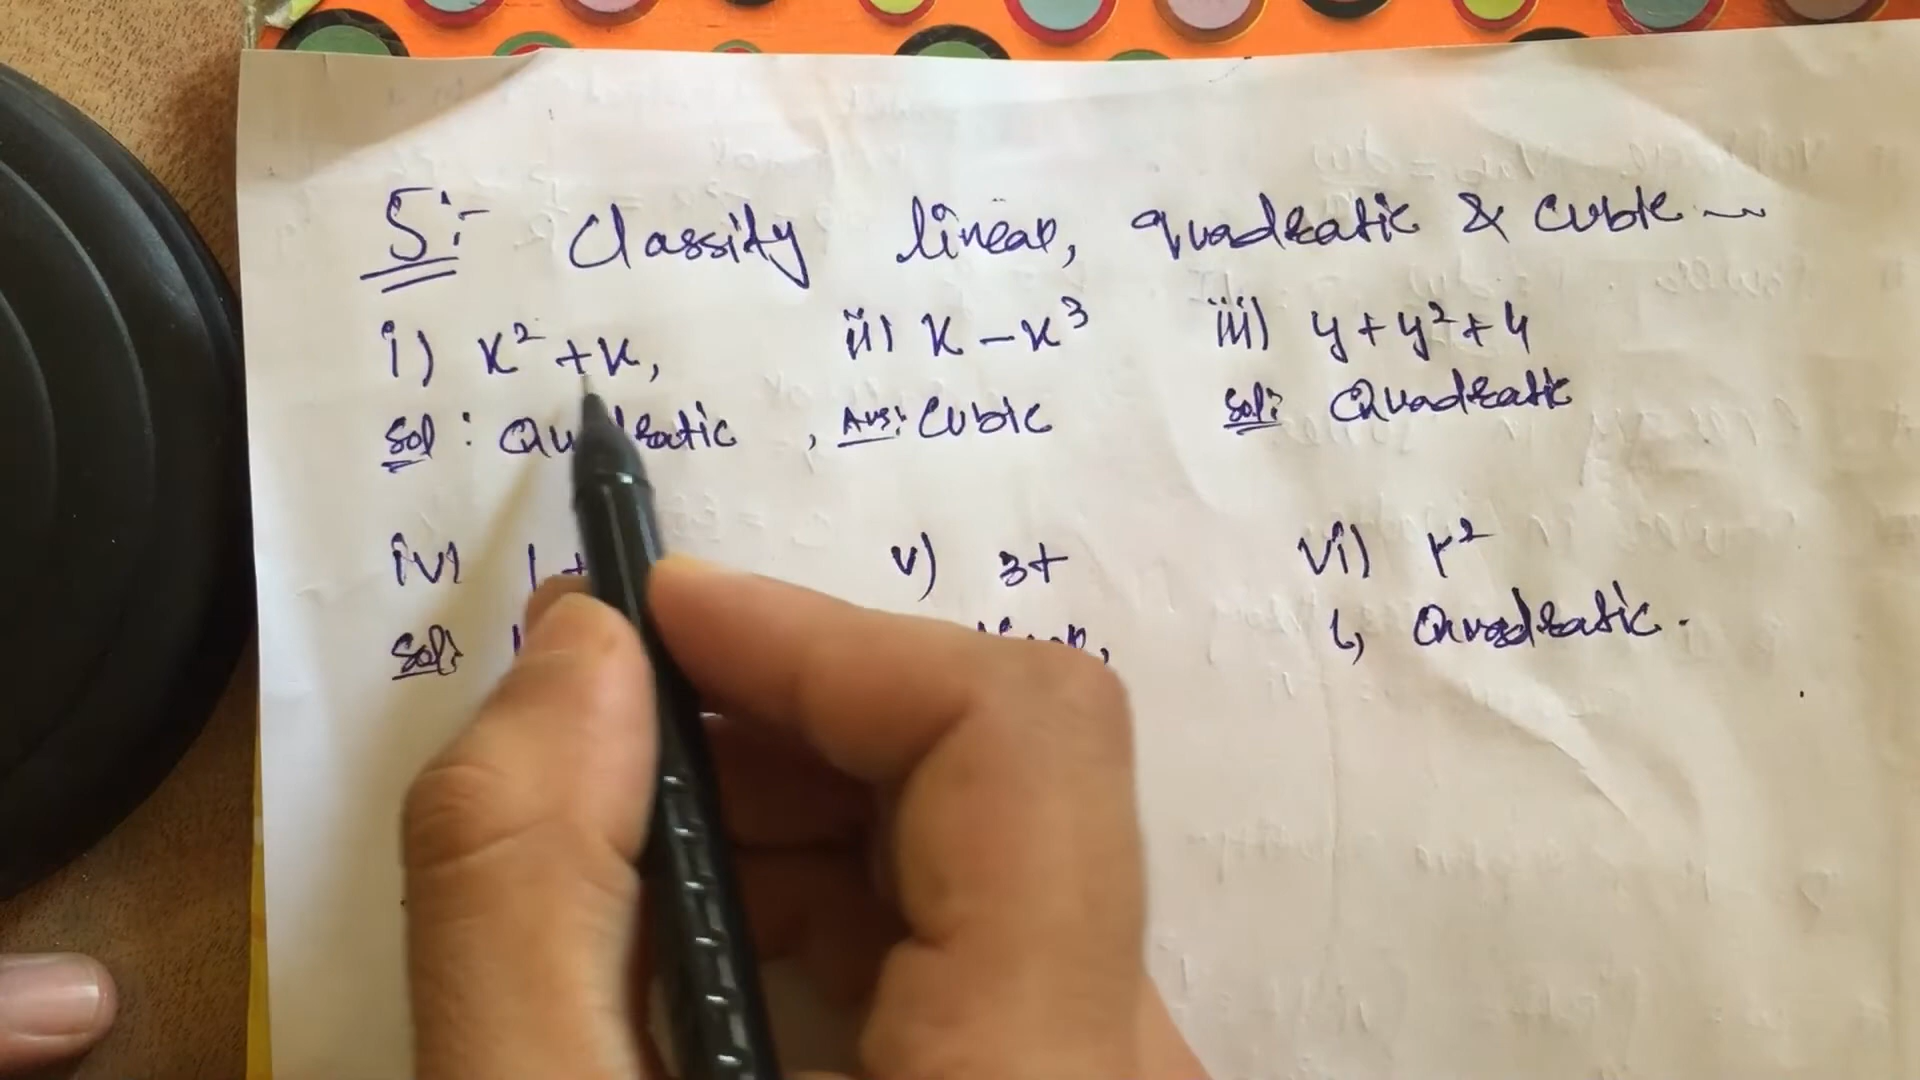 5:- Classify linear, quadratic & cubic
i) x² + x, ii) x - x³ iii) y + y² + 4
Sol : , Ans: Cubic Sol: Quadratic
iv) 1 + v) 3t vi) r²
Sol: Quadratic.